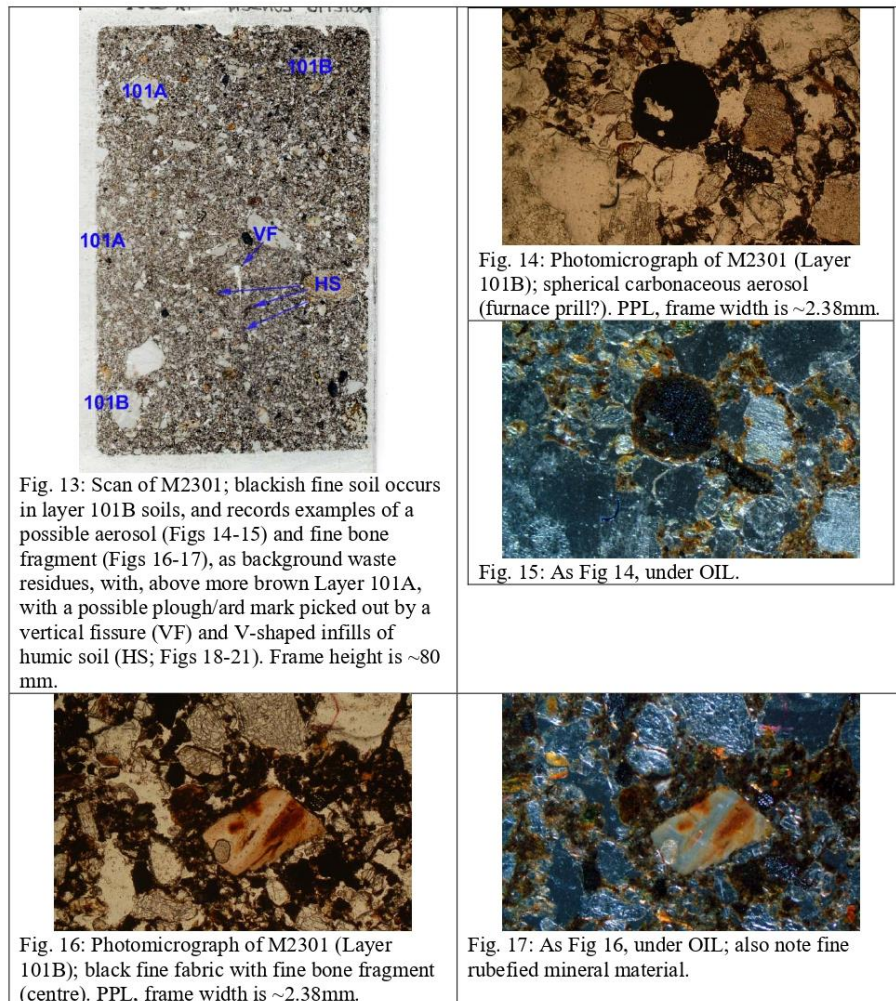 101A
101B
101A
VF
HS
101B
Fig. 13: Scan of M2301; blackish fine soil occurs
in layer 101B soils, and records examples of a
possible aerosol (Figs 14-15) and fine bone
fragment (Figs 16-17), as background waste
residues, with, above more brown Layer 101A,
with a possible plough/ard mark picked out by a
vertical fissure (VF) and V-shaped infills of
humic soil (HS; Figs 18-21). Frame height is ~80
mm.
Fig. 14: Photomicrograph of M2301 (Layer
101B); spherical carbonaceous aerosol
(furnace prill?). PPL, frame width is ~2.38mm.
Fig. 15: As Fig 14, under OIL.
Fig. 16: Photomicrograph of M2301 (Layer
101B); black fine fabric with fine bone fragment
(centre). PPL, frame width is ~2.38mm.
Fig. 17: As Fig 16, under OIL; also note fine
rubefied mineral material.